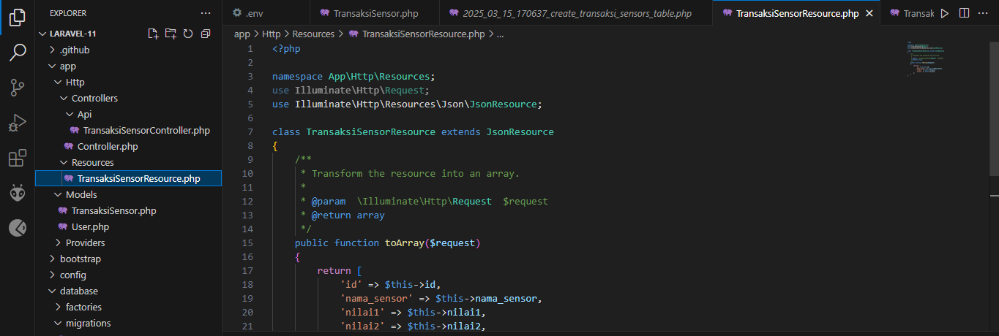 EXPLORER ···
LARAVEL-11
.github
app
Http
Controllers
Api
TransaksiSensorController.php
Controller.php
Resources
TransaksiSensorResource.php
Models
TransaksiSensor.php
User.php
Providers
bootstrap
config
database
factories
migrations
.env TransaksiSensor.php 2025_03_15_170637_create_transaksi_sensors_table.php TransaksiSensorResource.php Transak ···
app > Http > Resources > TransaksiSensorResource.php > ...
1 <?php
2
3 namespace App\Http\Resources;
4 use Illuminate\Http\Request;
5 use Illuminate\Http\Resources\Json\JsonResource;
6
7 class TransaksiSensorResource extends JsonResource
8 {
9 /**
10 * Transform the resource into an array.
11 *
12 * @param  \Illuminate\Http\Request  $request
13 * @return array
14 */
15 public function toArray($request)
16 {
17 return [
18 'id' => $this->id,
19 'nama_sensor' => $this->nama_sensor,
20 'nilai1' => $this->nilai1,
21 'nilai2' => $this->nilai2,